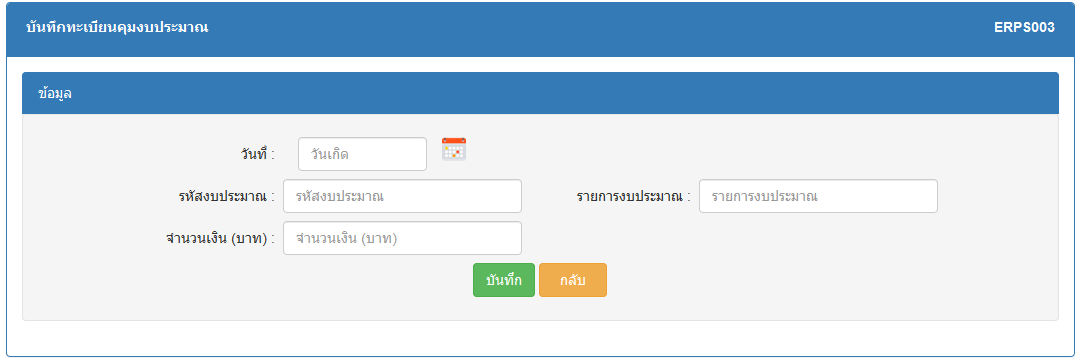 บันทึกทะเบียนคุมงบประมาณ ERPS003
ข้อมูล
วันที่ : วันเกิด
รหัสงบประมาณ : รหัสงบประมาณ รายการงบประมาณ : รายการงบประมาณ
จำนวนเงิน (บาท) : จำนวนเงิน (บาท)
บันทึก กลับ